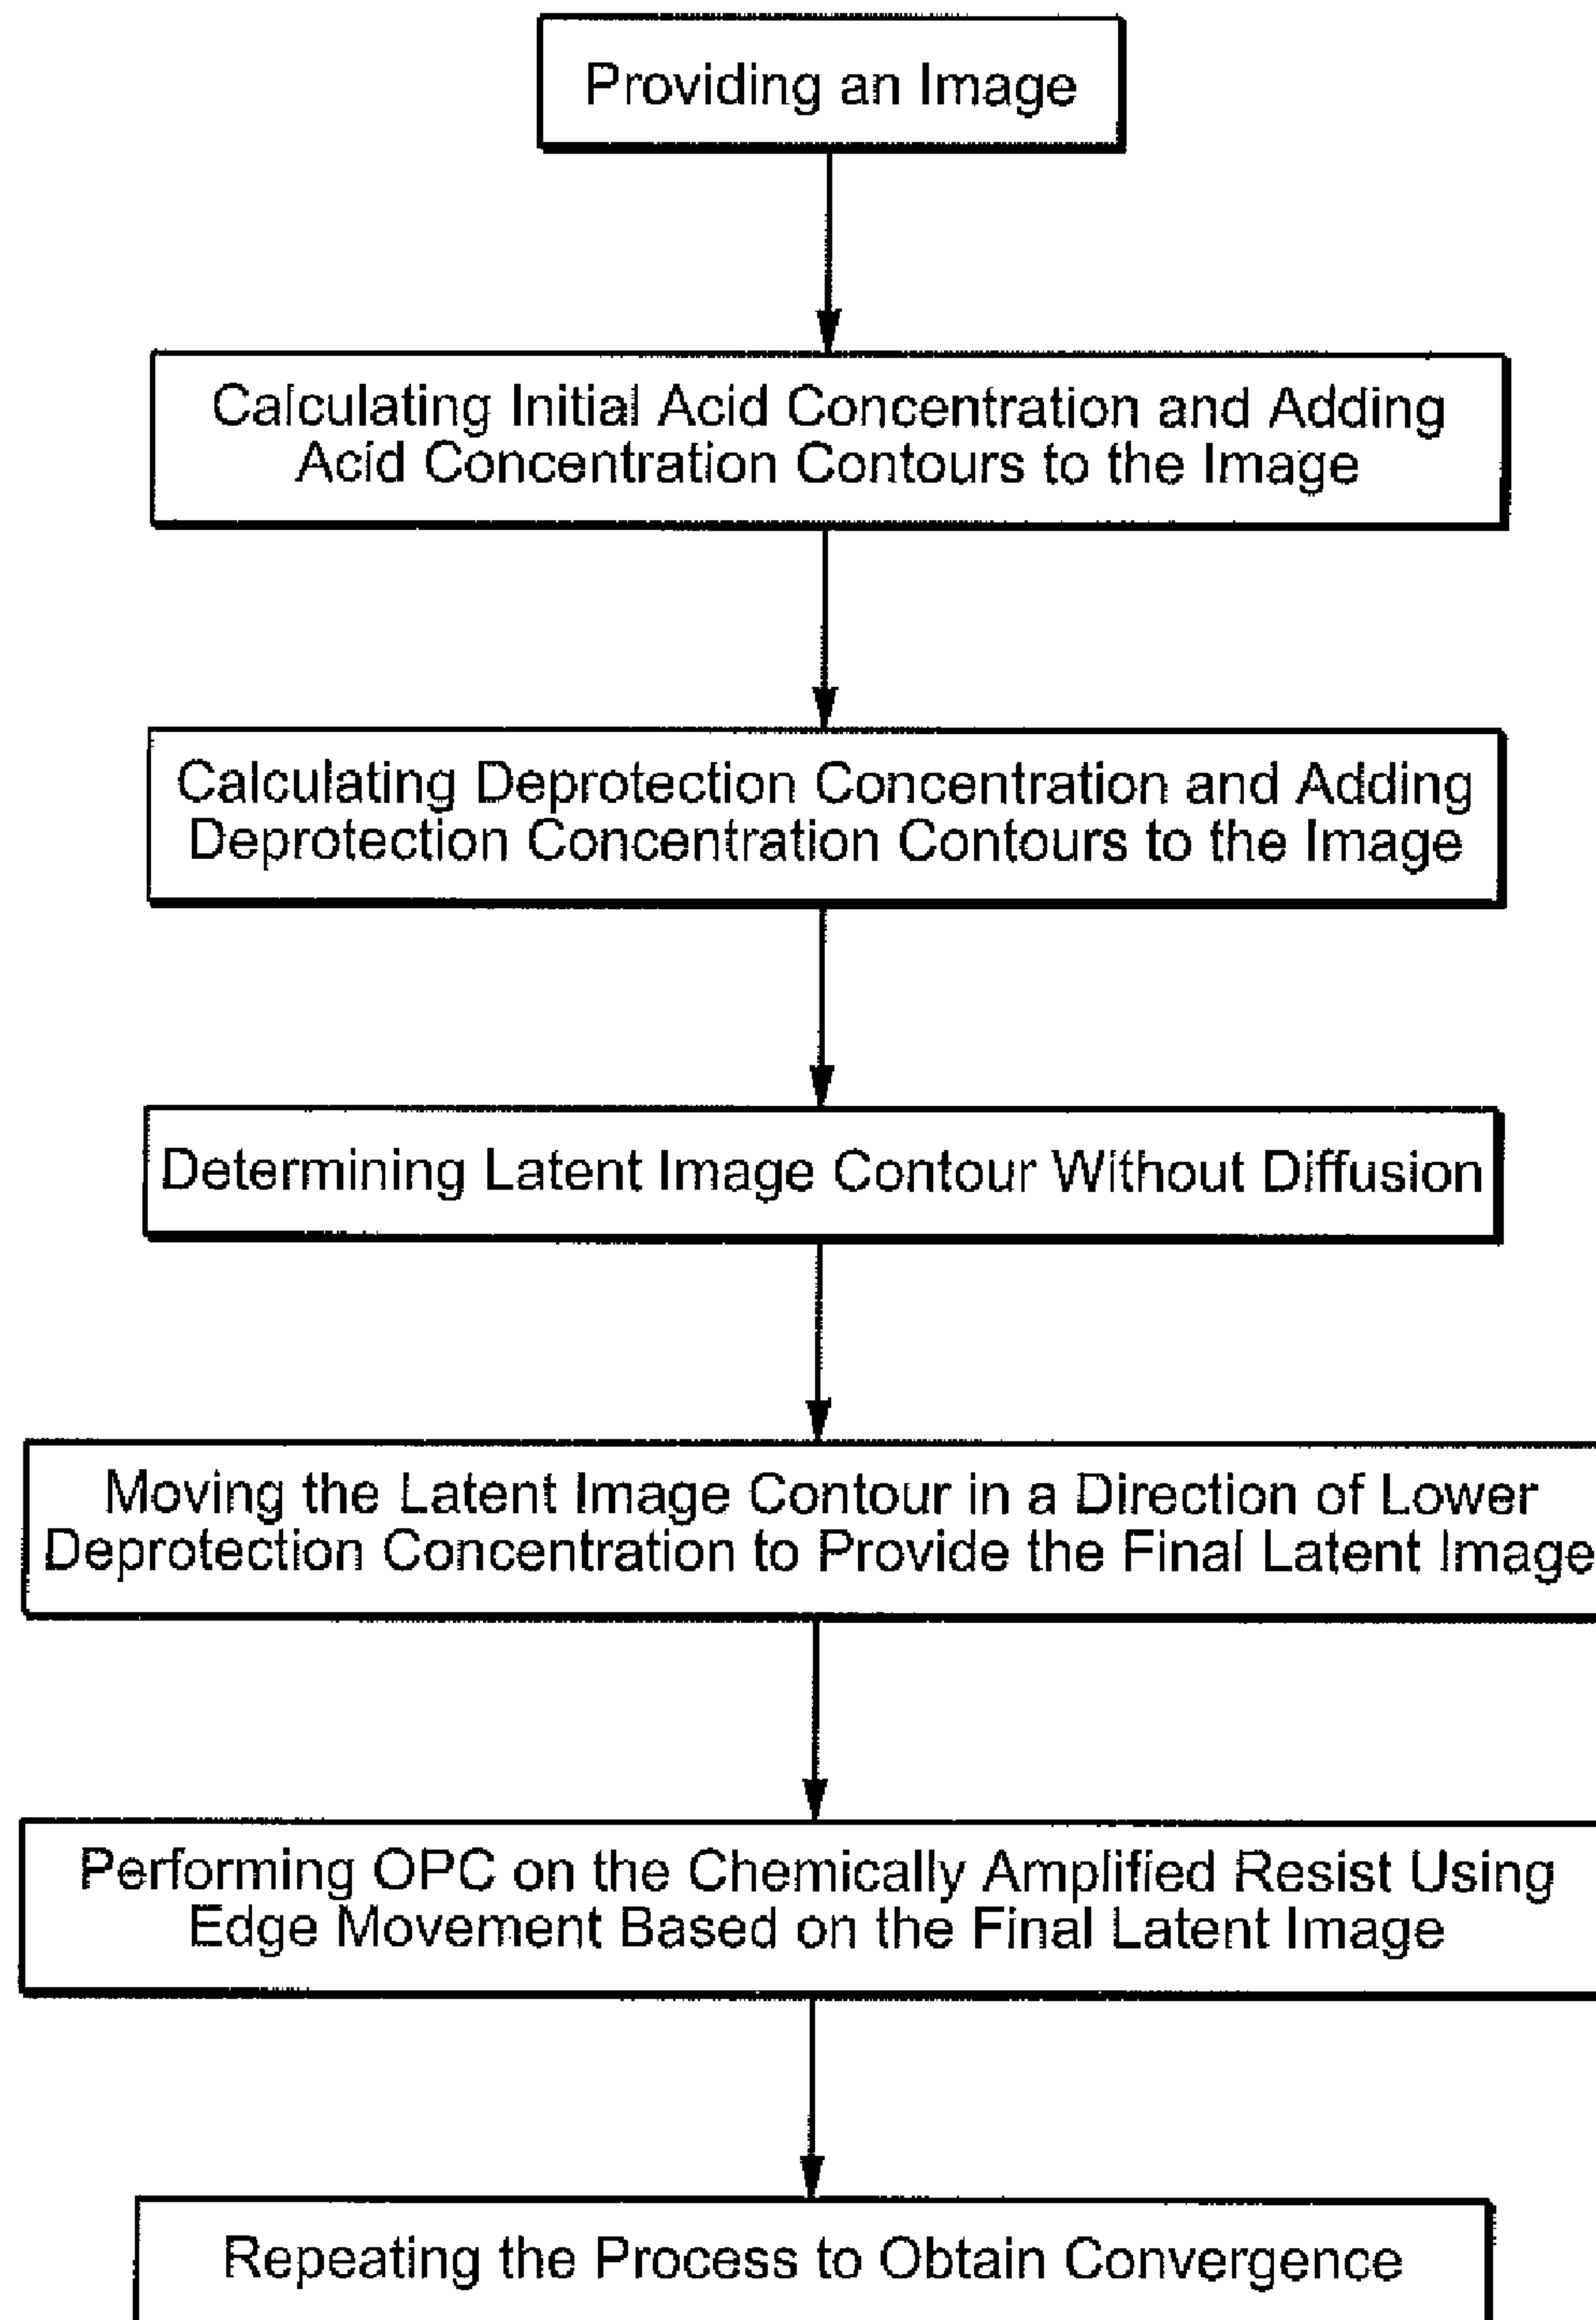 Providing an Image
Calculating Initial Acid Concentration and Adding
Acid Concentration Contours to the Image
Calculating Deprotection Concentration and Adding
Deprotection Concentration Contours to the Image
Determining Latent Image Contour Without Diffusion
Moving the Latent Image Contour in a Direction of Lower
Deprotection Concentration to Provide the Final Latent Image
Performing OPC on the Chemically Amplified Resist Using
Edge Movement Based on the Final Latent Image
Repeating the Process to Obtain Convergence